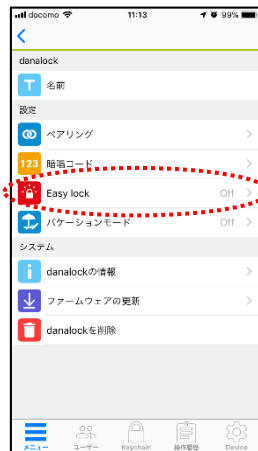 docomo 11:13 99%
danalock
T 名前
設定
ペアリング
123 暗唱コード
Easy lock Off
バケーションモード Off
システム
i danalockの情報
ファームウェアの更新
danalockを削除
メニュー ユーザー Keychain 操作履歴 Device